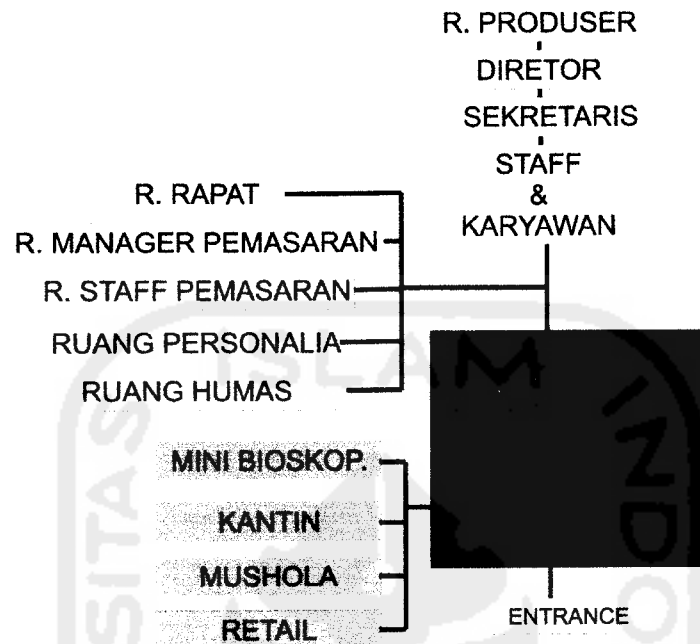 R. PRODUSER
DIRETOR
SEKRETARIS
STAFF
&
KARYAWAN
R. RAPAT
R. MANAGER PEMASARAN
R. STAFF PEMASARAN
RUANG PERSONALIA
RUANG HUMAS
MINI BIOSKOP.
KANTIN
MUSHOLA
RETAIL
ENTRANCE
ISLAM